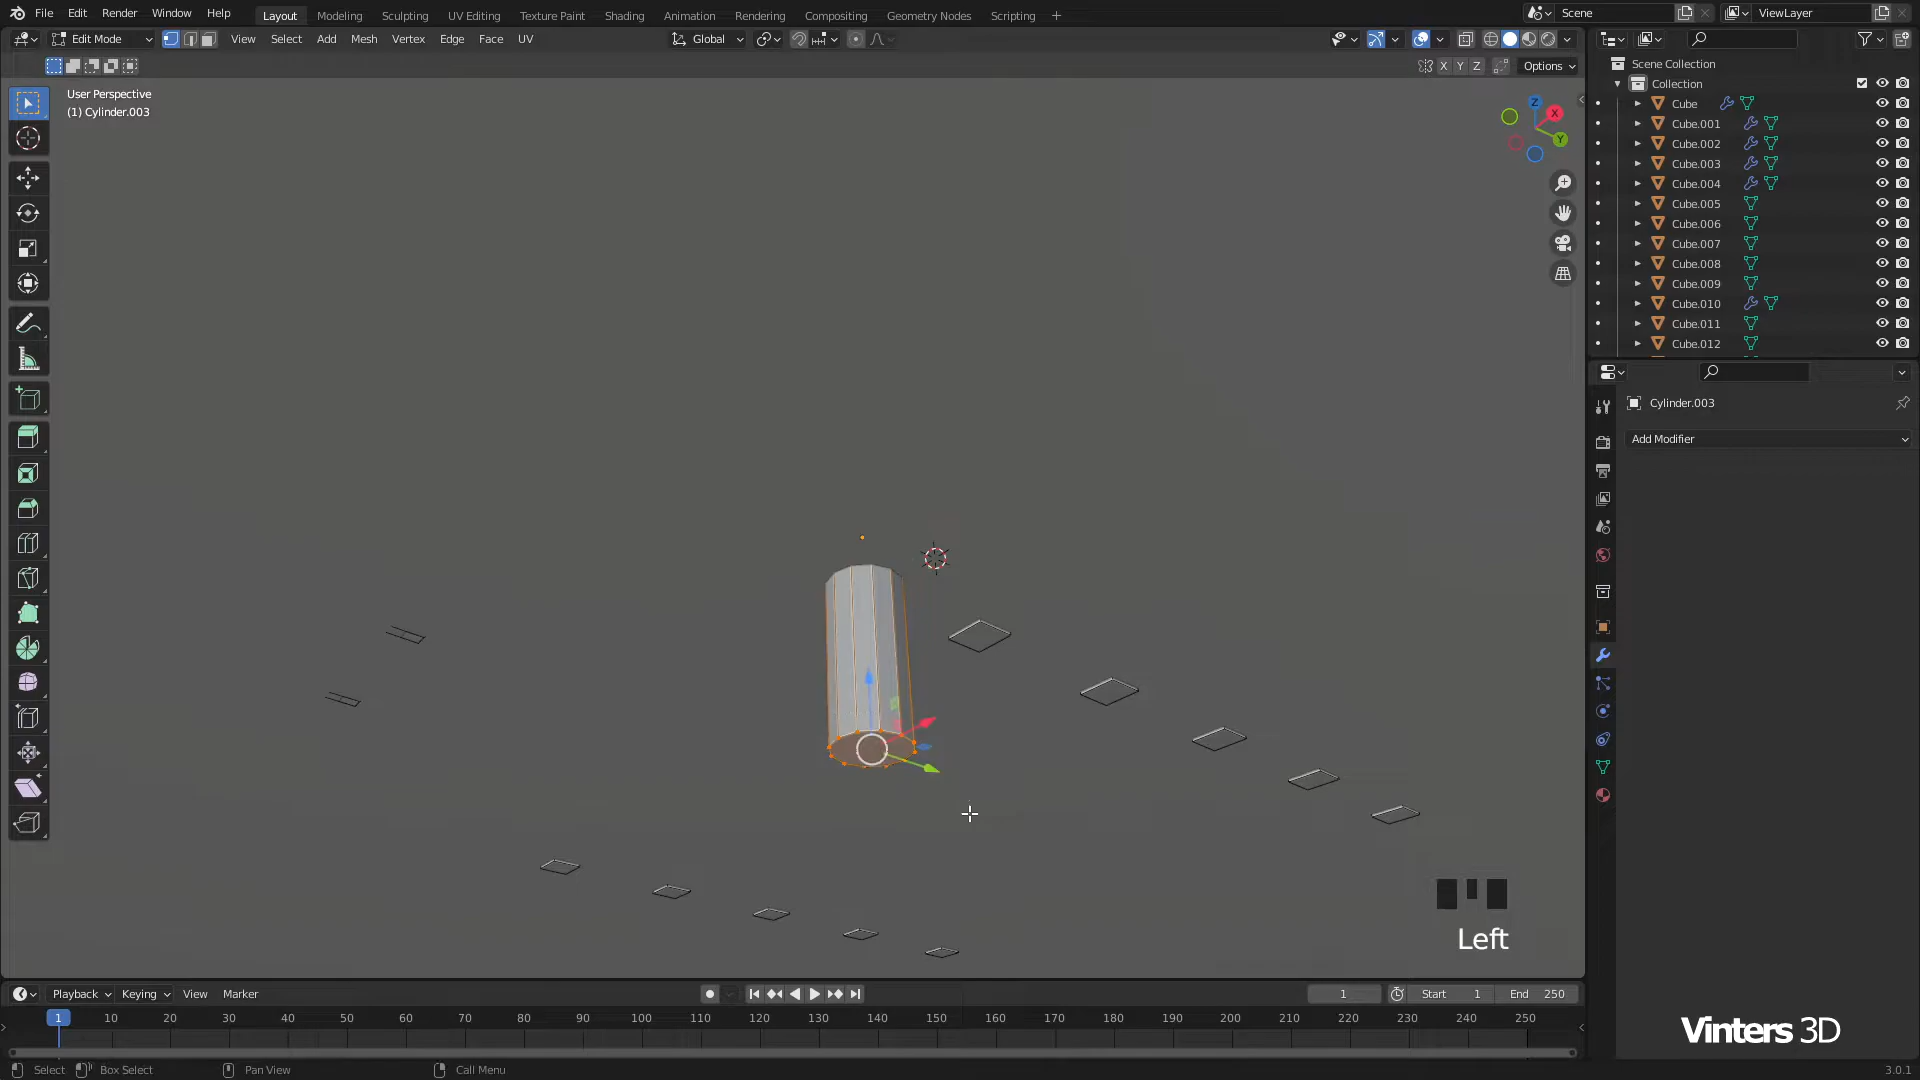 File Edit Render Window Help
Layout Modeling Sculpting UV Editing Texture Paint Shading Animation Rendering Compositing Geometry Nodes Scripting +
Scene
ViewLayer
Edit Mode View Select Add Mesh Vertex Edge Face UV
Global
X Y Z
Options
User Perspective
(1) Cylinder.003
Z
X
Y
Scene Collection
Collection
Cube
Cube.001
Cube.002
Cube.003
Cube.004
Cube.005
Cube.006
Cube.007
Cube.008
Cube.009
Cube.010
Cube.011
Cube.012
Cylinder.003
Add Modifier
Left
Playback Keying View Marker
1
Start 1
End 250
1 10 20 30 40 50 60 70 80 90 100 110 120 130 140 150 160 170 180 190 200 210 220 230 240 250
Vinters 3D
Select Box Select Pan View Call Menu
3.0.1